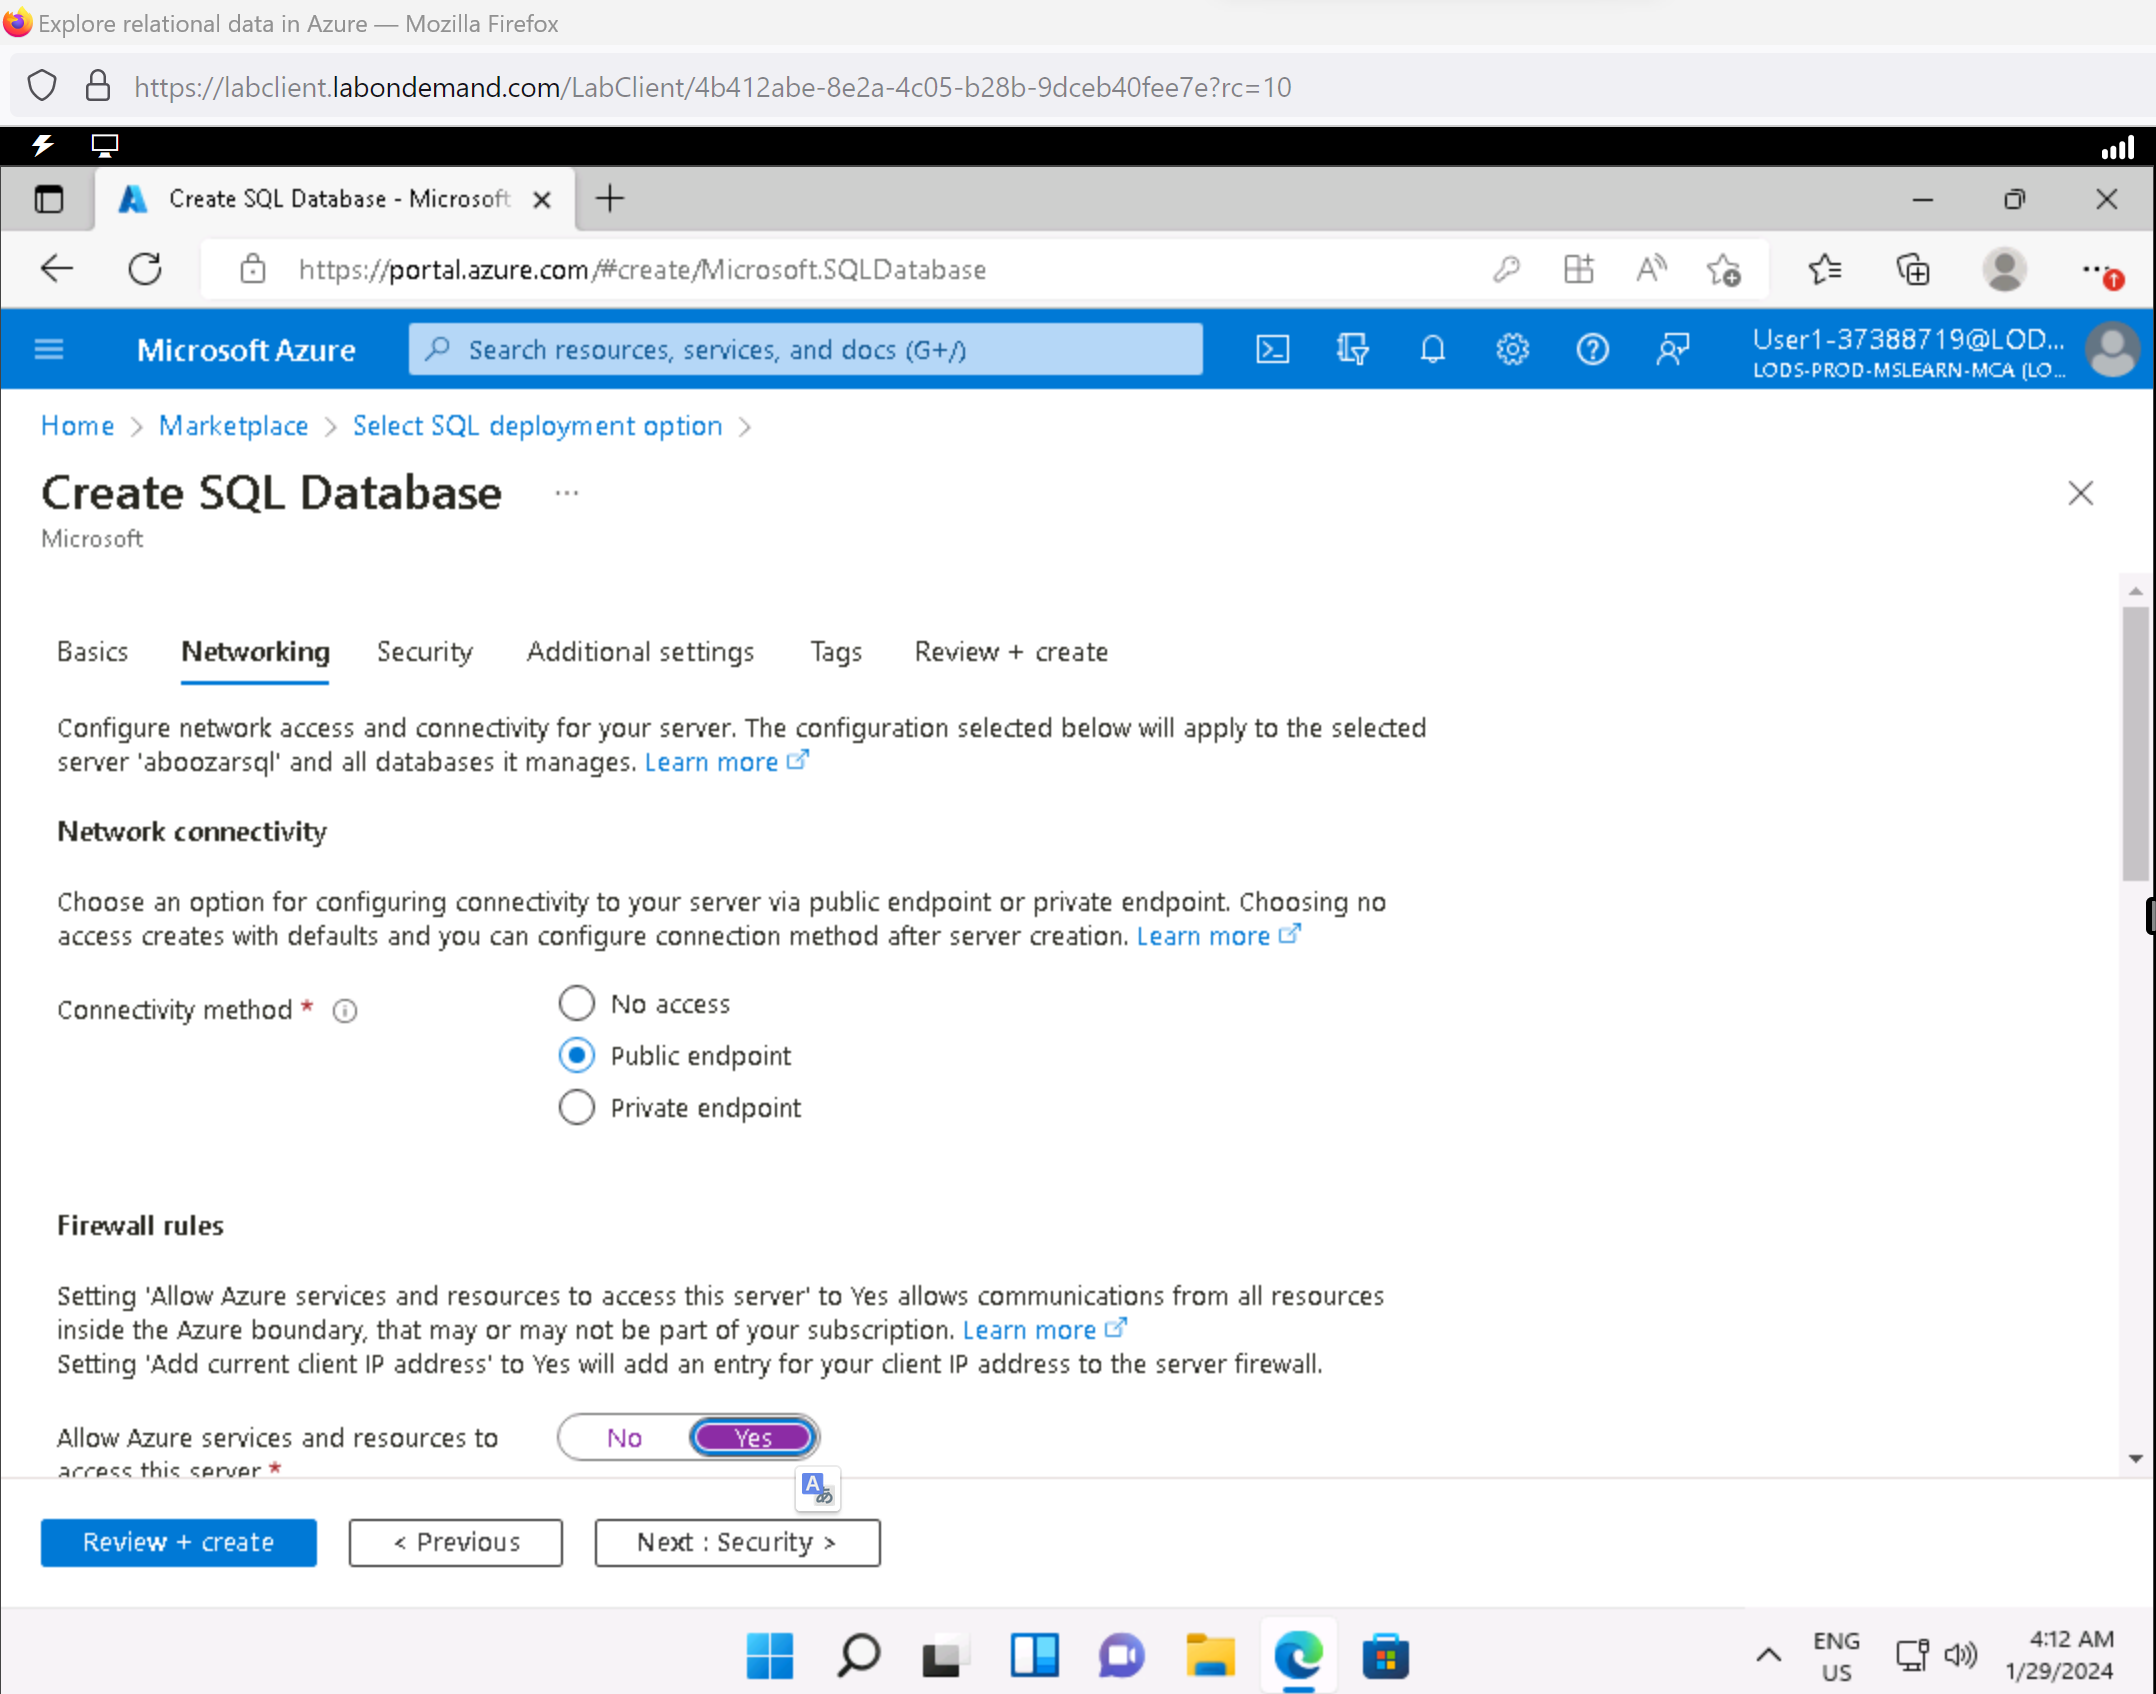 Explore relational data in Azure — Mozilla Firefox
https://labclient.labondemand.com/LabClient/4b412abe-8e2a-4c05-b28b-9dceb40fee7e?rc=10
Create SQL Database - Microsoft
https://portal.azure.com/#create/Microsoft.SQLDatabase
Microsoft Azure
Search resources, services, and docs (G+/)
User1-37388719@LOD...
LODS-PROD-MSLEARN-MCA (LO...
Home > Marketplace > Select SQL deployment option >
Create SQL Database ...
Microsoft
Basics Networking Security Additional settings Tags Review + create
Configure network access and connectivity for your server. The configuration selected below will apply to the selected
server 'aboozarsql' and all databases it manages. Learn more
Network connectivity
Choose an option for configuring connectivity to your server via public endpoint or private endpoint. Choosing no
access creates with defaults and you can configure connection method after server creation. Learn more
Connectivity method *
No access
Public endpoint
Private endpoint
Firewall rules
Setting 'Allow Azure services and resources to access this server' to Yes allows communications from all resources
inside the Azure boundary, that may or may not be part of your subscription. Learn more
Setting 'Add current client IP address' to Yes will add an entry for your client IP address to the server firewall.
Allow Azure services and resources to
access this server *
No Yes
Review + create < Previous Next : Security >
ENG
US
4:12 AM
1/29/2024